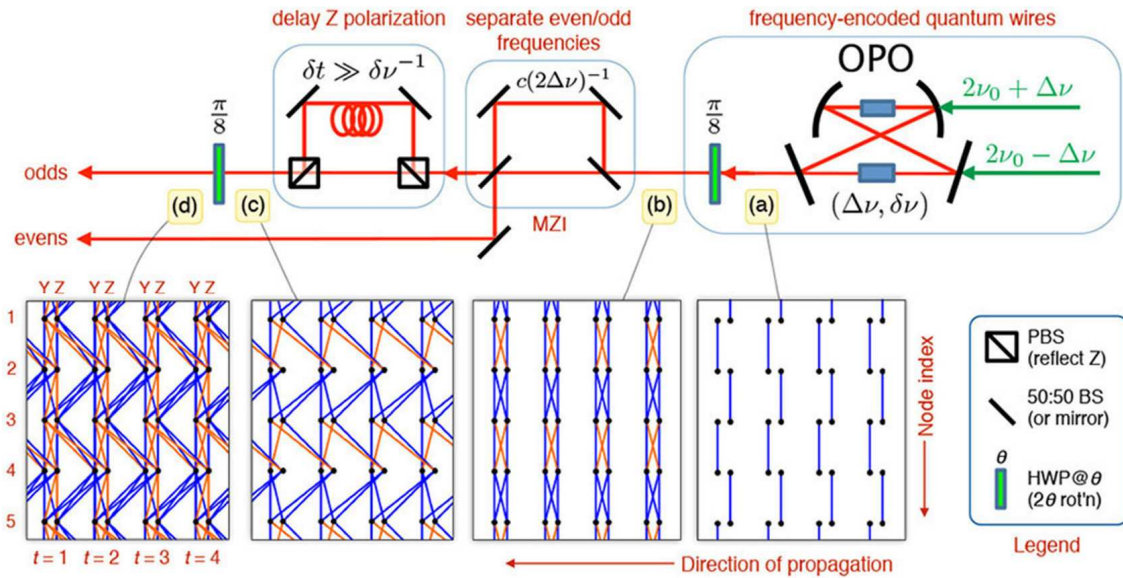 delay Z polarization
separate even/odd
frequencies
frequency-encoded quantum wires
δt ≫ δν⁻¹
c(2Δν)⁻¹
OPO
2ν₀ + Δν
2ν₀ − Δν
(Δν, δν)
π/8
π/8
odds
evens
MZI
(d)
(c)
(b)
(a)
Y Z Y Z Y Z Y Z
1
2
3
4
5
t = 1 t = 2 t = 3 t = 4
Direction of propagation
Node index
PBS
(reflect Z)
50:50 BS
(or mirror)
θ
HWP@θ
(2θ rot'n)
Legend